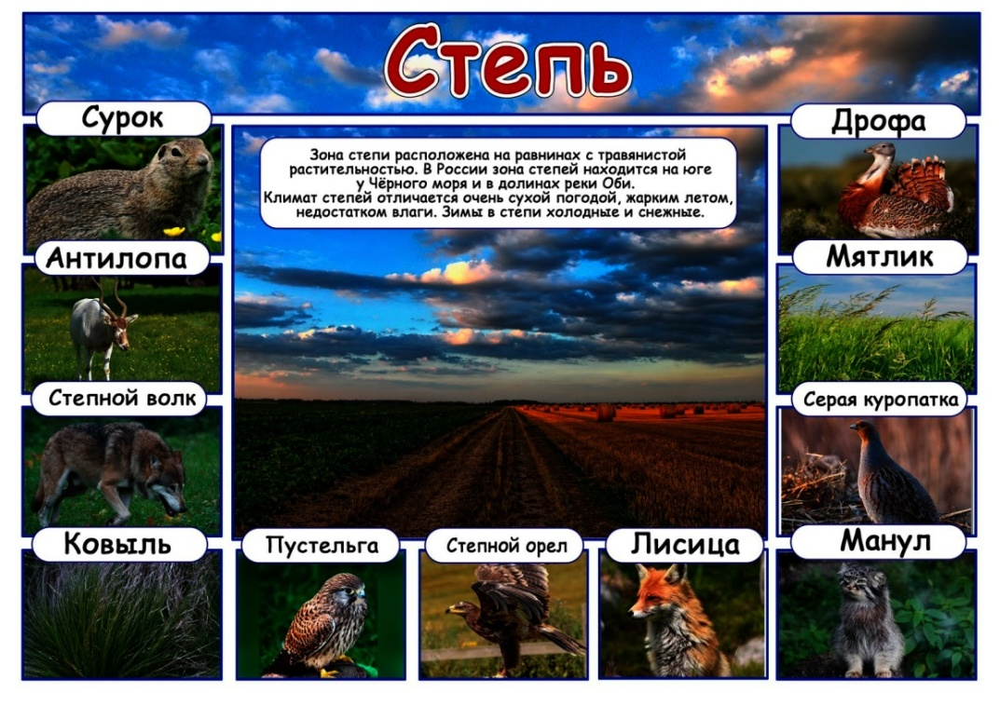 Степь
Сурок
Дрофа
Зона степи расположена на равнинах с травянистой
растительностью. В России зона степей находится на юге
у Чёрного моря и в долинах реки Оби.
Климат степей отличается очень сухой погодой, жарким летом,
недостатком влаги. Зимы в степи холодные и снежные.
Антилопа
Мятлик
Степной волк
Серая куропатка
Ковыль
Пустельга
Степной орел
Лисица
Манул